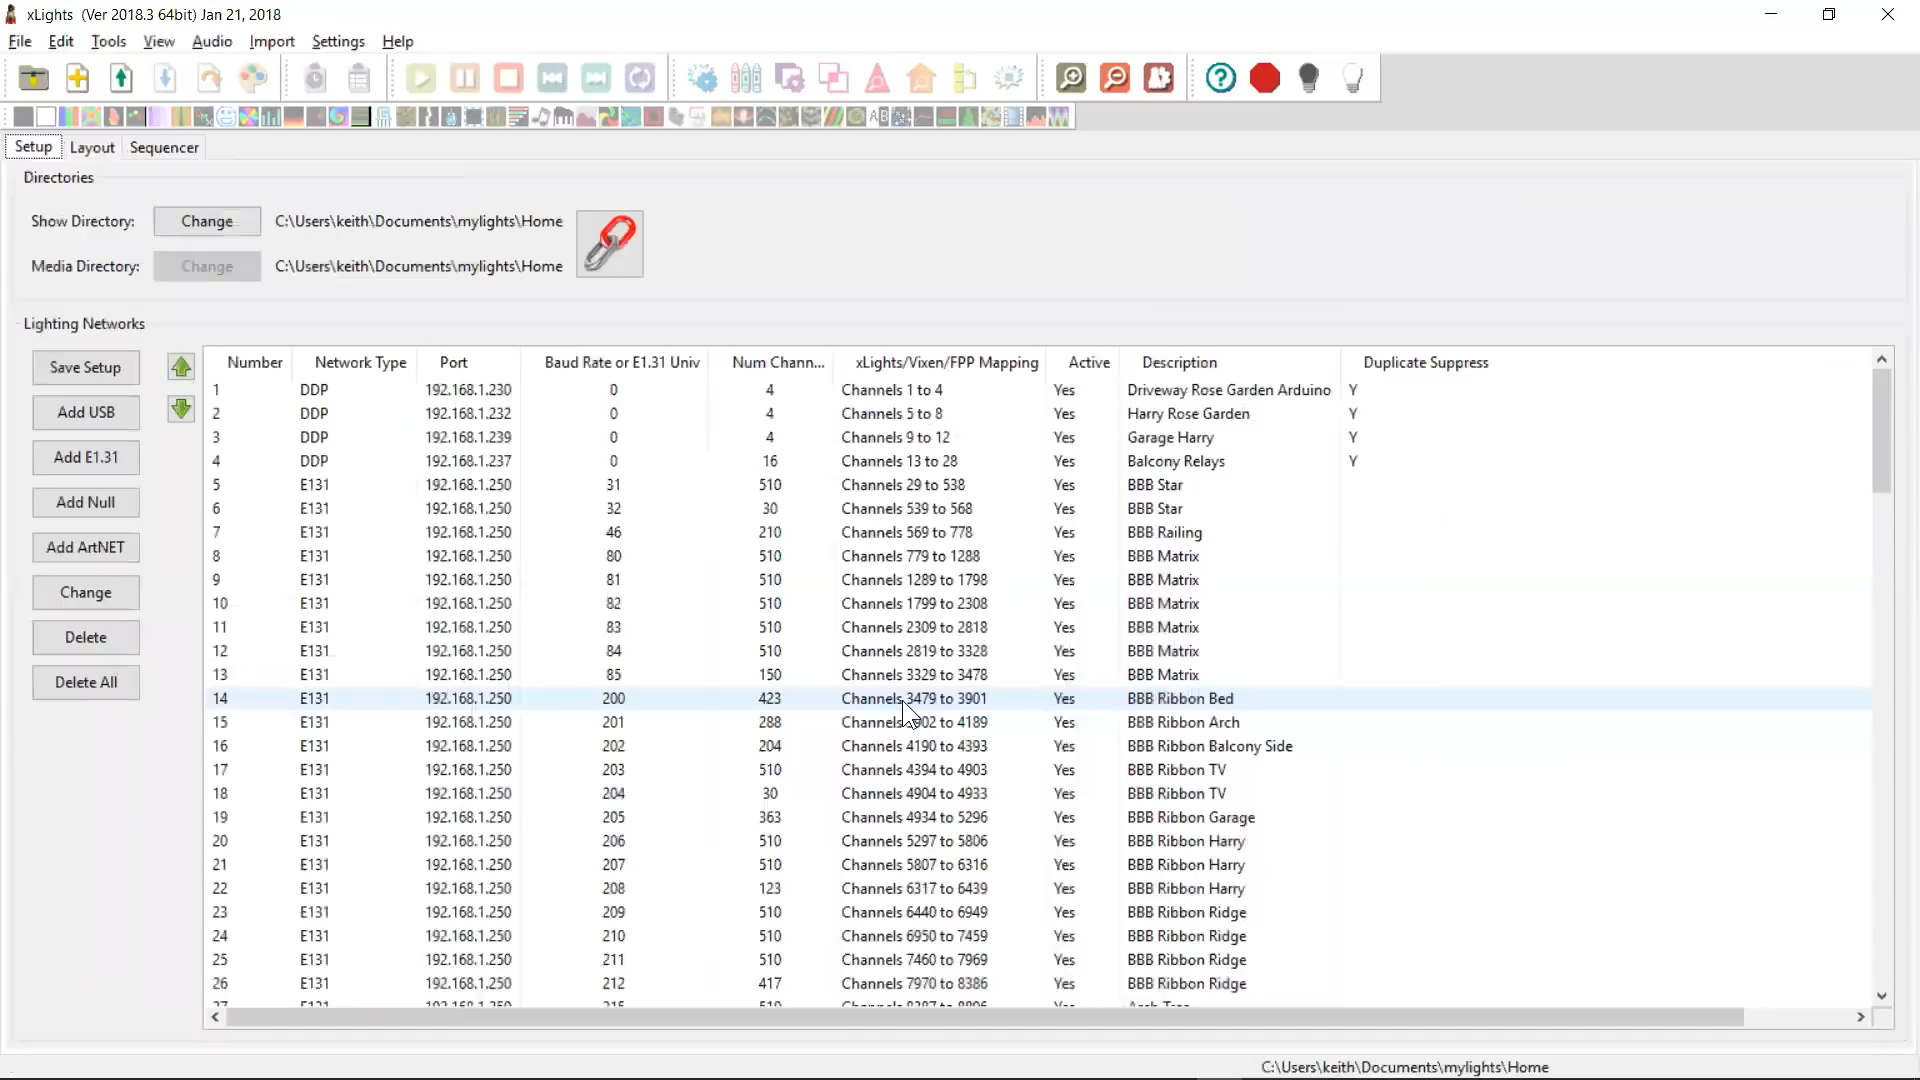 xLights (Ver 2018.3 64bit) Jan 21, 2018
File Edit Tools View Audio Import Settings Help
Setup Layout Sequencer
Directories
Show Directory: Change C:\Users\keith\Documents\mylights\Home
Media Directory: Change C:\Users\keith\Documents\mylights\Home
Lighting Networks
Save Setup
Add USB
Add E1.31
Add Null
Add ArtNET
Change
Delete
Delete All
Number Network Type Port Baud Rate or E1.31 Univ Num Chann... xLights/Vixen/FPP Mapping Active Description Duplicate Suppress
1 DDP 192.168.1.230 0 4 Channels 1 to 4 Yes Driveway Rose Garden Arduino Y
2 DDP 192.168.1.232 0 4 Channels 5 to 8 Yes Harry Rose Garden Y
3 DDP 192.168.1.239 0 4 Channels 9 to 12 Yes Garage Harry Y
4 DDP 192.168.1.237 0 16 Channels 13 to 28 Yes Balcony Relays Y
5 E131 192.168.1.250 31 510 Channels 29 to 538 Yes BBB Star
6 E131 192.168.1.250 32 30 Channels 539 to 568 Yes BBB Star
7 E131 192.168.1.250 46 210 Channels 569 to 778 Yes BBB Railing
8 E131 192.168.1.250 80 510 Channels 779 to 1288 Yes BBB Matrix
9 E131 192.168.1.250 81 510 Channels 1289 to 1798 Yes BBB Matrix
10 E131 192.168.1.250 82 510 Channels 1799 to 2308 Yes BBB Matrix
11 E131 192.168.1.250 83 510 Channels 2309 to 2818 Yes BBB Matrix
12 E131 192.168.1.250 84 510 Channels 2819 to 3328 Yes BBB Matrix
13 E131 192.168.1.250 85 150 Channels 3329 to 3478 Yes BBB Matrix
14 E131 192.168.1.250 200 423 Channels 3479 to 3901 Yes BBB Ribbon Bed
15 E131 192.168.1.250 201 288 Channels to 4189 Yes BBB Ribbon Arch
16 E131 192.168.1.250 202 204 Channels 4190 to 4393 Yes BBB Ribbon Balcony Side
17 E131 192.168.1.250 203 510 Channels 4394 to 4903 Yes BBB Ribbon TV
18 E131 192.168.1.250 204 30 Channels 4904 to 4933 Yes BBB Ribbon TV
19 E131 192.168.1.250 205 363 Channels 4934 to 5296 Yes BBB Ribbon Garage
20 E131 192.168.1.250 206 510 Channels 5297 to 5806 Yes BBB Ribbon Harry
21 E131 192.168.1.250 207 510 Channels 5807 to 6316 Yes BBB Ribbon Harry
22 E131 192.168.1.250 208 123 Channels 6317 to 6439 Yes BBB Ribbon Harry
23 E131 192.168.1.250 209 510 Channels 6440 to 6949 Yes BBB Ribbon Ridge
24 E131 192.168.1.250 210 510 Channels 6950 to 7459 Yes BBB Ribbon Ridge
25 E131 192.168.1.250 211 510 Channels 7460 to 7969 Yes BBB Ribbon Ridge
26 E131 192.168.1.250 212 417 Channels 7970 to 8386 Yes BBB Ribbon Ridge
C:\Users\keith\Documents\mylights\Home